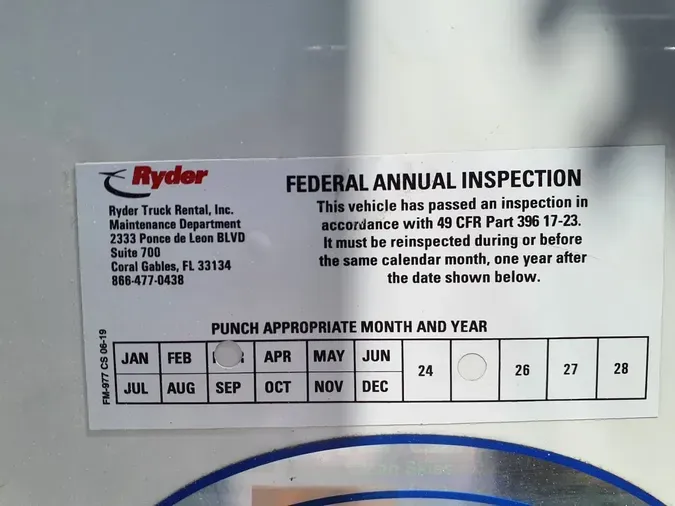 Ryder
Ryder Truck Rental, Inc.
Maintenance Department
2333 Ponce de Leon BLVD
Suite 700
Coral Gables, FL 33134
866-477-0438
FEDERAL ANNUAL INSPECTION
This vehicle has passed an inspection in
accordance with 49 CFR Part 396 17-23.
It must be reinspected during or before
the same calendar month, one year after
the date shown below.
PUNCH APPROPRIATE MONTH AND YEAR
FM-977 CS 06-19
JAN FEB APR MAY JUN
JUL AUG SEP OCT NOV DEC
24 26 27 28